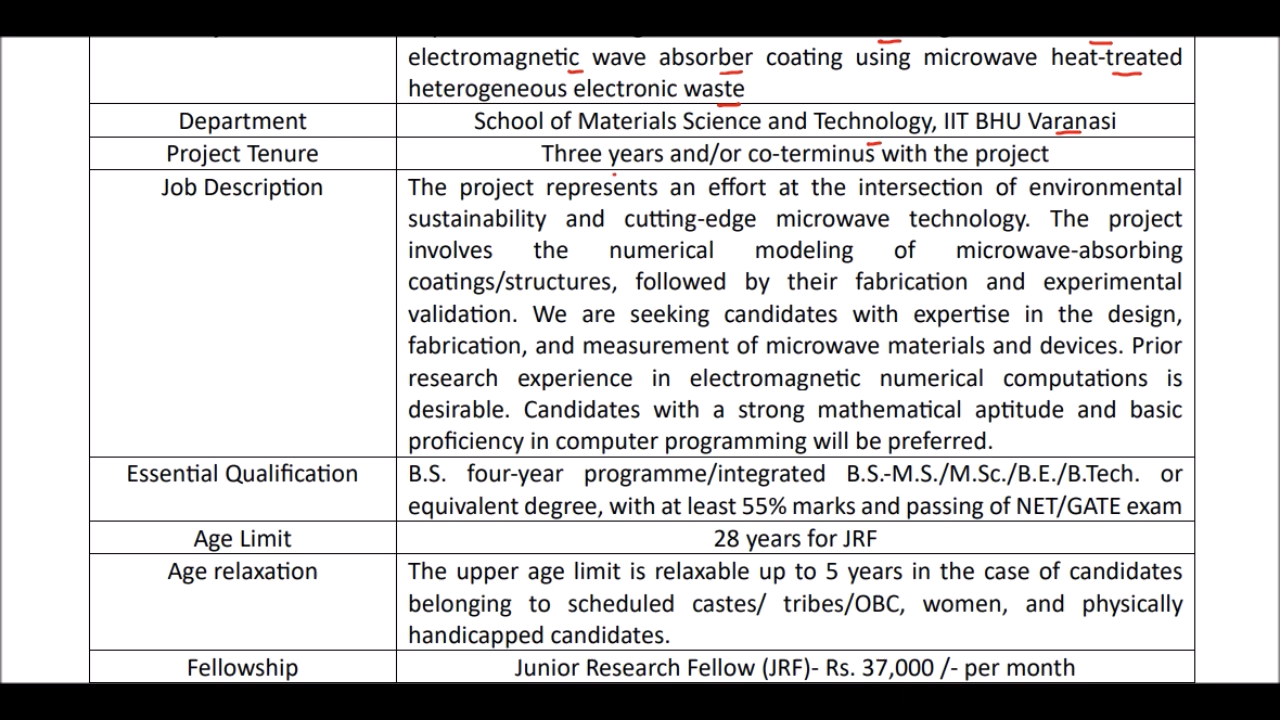 electromagnetic wave absorber coating using microwave heat-treated
heterogeneous electronic waste
Department
School of Materials Science and Technology, IIT BHU Varanasi
Project Tenure
Three years and/or co-terminus with the project
Job Description
The project represents an effort at the intersection of environmental
sustainability and cutting-edge microwave technology. The project
involves the numerical modeling of microwave-absorbing
coatings/structures, followed by their fabrication and experimental
validation. We are seeking candidates with expertise in the design,
fabrication, and measurement of microwave materials and devices. Prior
research experience in electromagnetic numerical computations is
desirable. Candidates with a strong mathematical aptitude and basic
proficiency in computer programming will be preferred.
Essential Qualification
B.S. four-year programme/integrated B.S.-M.S./M.Sc./B.E./B.Tech. or
equivalent degree, with at least 55% marks and passing of NET/GATE exam
Age Limit
28 years for JRF
Age relaxation
The upper age limit is relaxable up to 5 years in the case of candidates
belonging to scheduled castes/ tribes/OBC, women, and physically
handicapped candidates.
Fellowship
Junior Research Fellow (JRF)- Rs. 37,000 /- per month